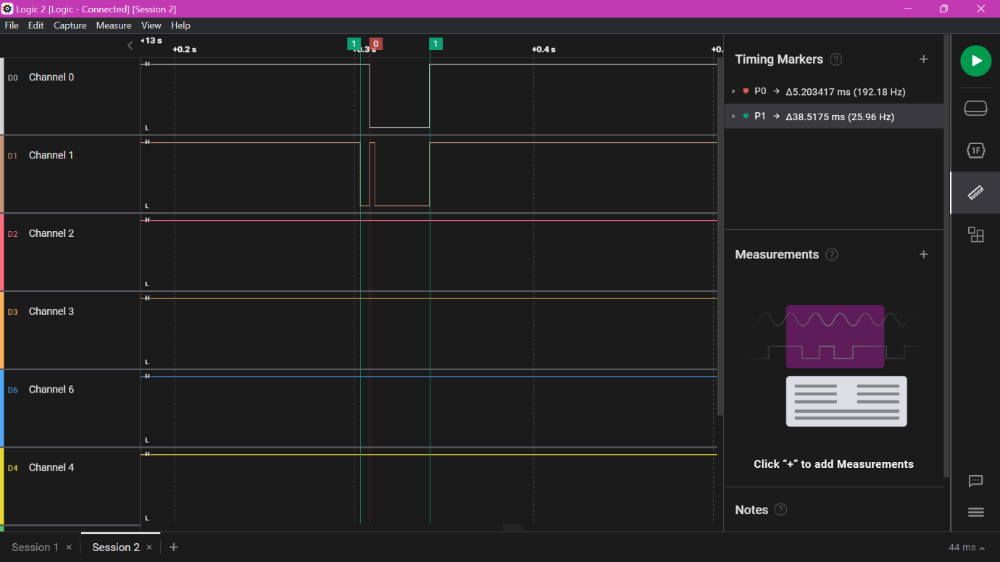 Logic 2 [Logic - Connected] [Session 2]
File Edit Capture Measure View Help
13 s
+0.2 s +0.3 s +0.4 s +0.
1 0 1
D0 Channel 0
H
L
D1 Channel 1
H
L
D2 Channel 2
H
L
D3 Channel 3
H
L
D6 Channel 6
H
L
D4 Channel 4
H
L
Timing Markers ? +
P0 → Δ5.203417 ms (192.18 Hz)
P1 → Δ38.5175 ms (25.96 Hz)
Measurements ? +
Click “+” to add Measurements
Notes ?
1F
Session 1 × Session 2 × +
44 ms